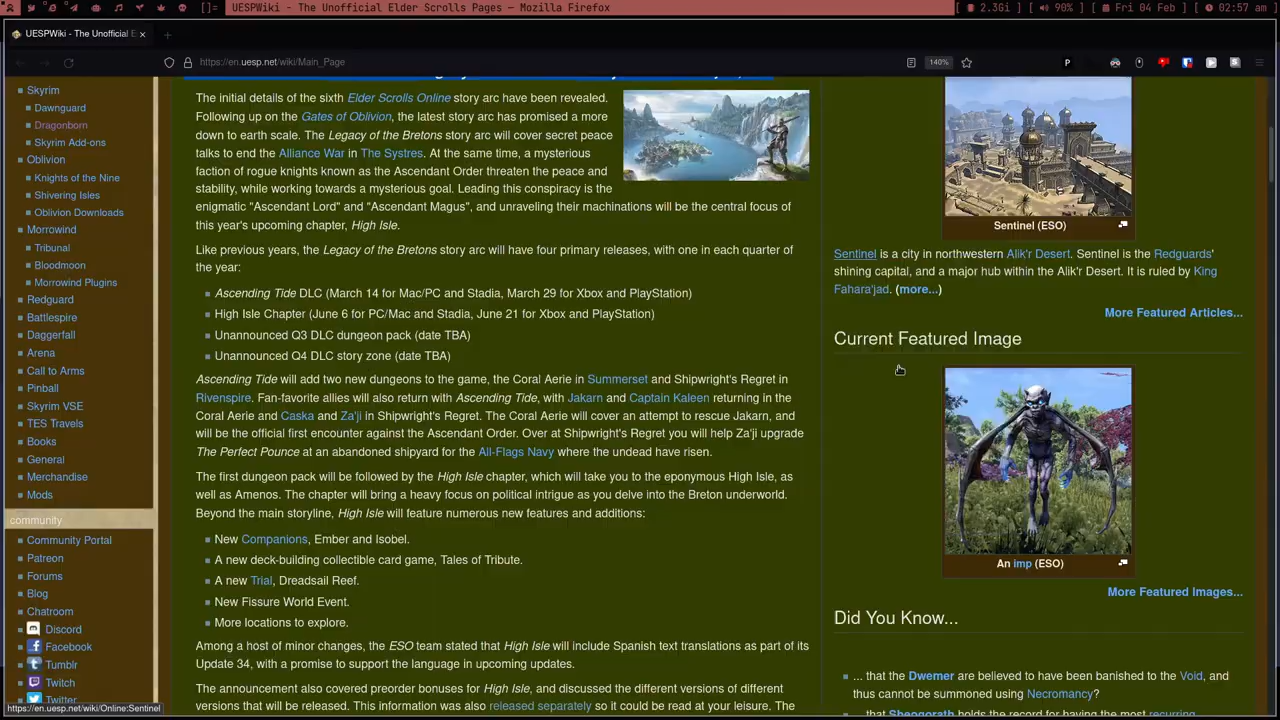 UESPWiki - The Unofficial Elder Scrolls Pages - Mozilla Firefox
2.3Gi
90%
Fri 04 Feb
02:57 am
UESPWiki - The Unofficial E
https://en.uesp.net/wiki/Main_Page
140%
Skyrim
Dawnguard
Dragonborn
Skyrim Add-ons
Oblivion
Knights of the Nine
Shivering Isles
Oblivion Downloads
Morrowind
Tribunal
Bloodmoon
Morrowind Plugins
Redguard
Battlespire
Daggerfall
Arena
Call to Arms
Pinball
Skyrim VSE
TES Travels
Books
General
Merchandise
Mods
community
Community Portal
Patreon
Forums
Blog
Chatroom
Discord
Facebook
Tumblr
Twitch
Twitter
The initial details of the sixth Elder Scrolls Online story arc have been revealed.
Following up on the Gates of Oblivion, the latest story arc has promised a more
down to earth scale. The Legacy of the Bretons story arc will cover secret peace
talks to end the Alliance War in The Systres. At the same time, a mysterious
faction of rogue knights known as the Ascendant Order threaten the peace and
stability, while working towards a mysterious goal. Leading this conspiracy is the
enigmatic "Ascendant Lord" and "Ascendant Magus", and unraveling their machinations will be the central focus of
this year's upcoming chapter, High Isle.
Like previous years, the Legacy of the Bretons story arc will have four primary releases, with one in each quarter of
the year:
Ascending Tide DLC (March 14 for Mac/PC and Stadia, March 29 for Xbox and PlayStation)
High Isle Chapter (June 6 for PC/Mac and Stadia, June 21 for Xbox and PlayStation)
Unannounced Q3 DLC dungeon pack (date TBA)
Unannounced Q4 DLC story zone (date TBA)
Ascending Tide will add two new dungeons to the game, the Coral Aerie in Summerset and Shipwright's Regret in
Rivenspire. Fan-favorite allies will also return with Ascending Tide, with Jakarn and Captain Kaleen returning in the
Coral Aerie and Caska and Za'ji in Shipwright's Regret. The Coral Aerie will cover an attempt to rescue Jakarn, and
will be the official first encounter against the Ascendant Order. Over at Shipwright's Regret you will help Za'ji upgrade
The Perfect Pounce at an abandoned shipyard for the All-Flags Navy where the undead have risen.
The first dungeon pack will be followed by the High Isle chapter, which will take you to the eponymous High Isle, as
well as Amenos. The chapter will bring a heavy focus on political intrigue as you delve into the Breton underworld.
Beyond the main storyline, High Isle will feature numerous new features and additions:
New Companions, Ember and Isobel.
A new deck-building collectible card game, Tales of Tribute.
A new Trial, Dreadsail Reef.
New Fissure World Event.
More locations to explore.
Among a host of minor changes, the ESO team stated that High Isle will include Spanish text translations as part of its
Update 34, with a promise to support the language in upcoming updates.
The announcement also covered preorder bonuses for High Isle, and discussed the different versions of different
versions that will be released. This information was also released separately so it could be read at your leisure. The
Sentinel (ESO)
Sentinel is a city in northwestern Alik'r Desert. Sentinel is the Redguards'
shining capital, and a major hub within the Alik'r Desert. It is ruled by King
Fahara'jad. (more...)
More Featured Articles...
Current Featured Image
An imp (ESO)
More Featured Images...
Did You Know...
... that the Dwemer are believed to have been banished to the Void, and
thus cannot be summoned using Necromancy?
... that Sheogorath holds the record for having the most recurring
https://en.uesp.net/wiki/Online:Sentinel